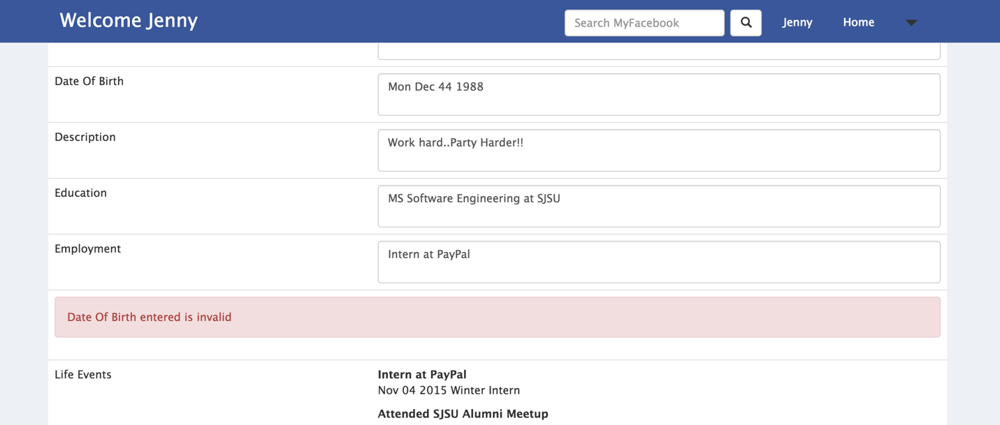 Welcome Jenny
Search MyFacebook
Jenny
Home
Date Of Birth
Mon Dec 44 1988
Description
Work hard..Party Harder!!
Education
MS Software Engineering at SJSU
Employment
Intern at PayPal
Date Of Birth entered is invalid
Life Events
Intern at PayPal
Nov 04 2015 Winter Intern
Attended SJSU Alumni Meetup